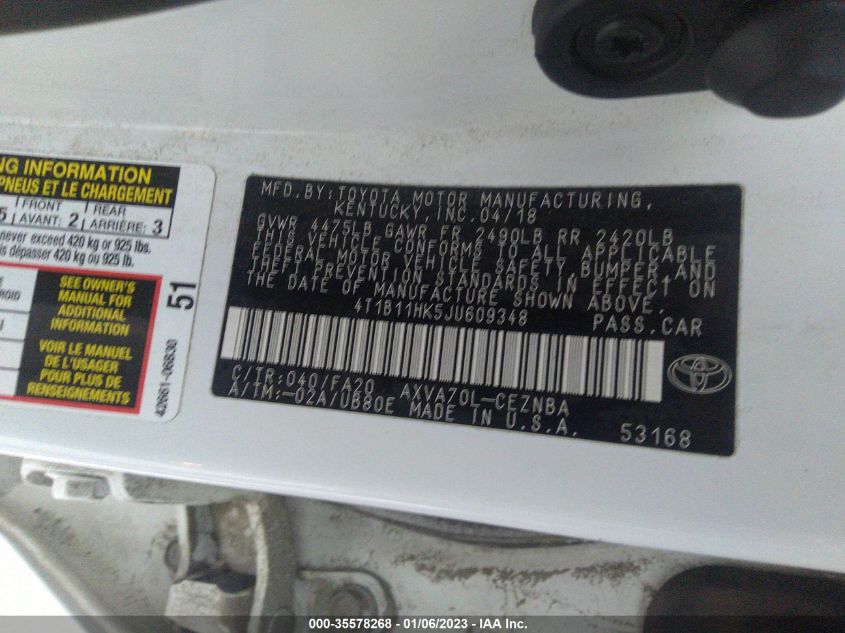 NG INFORMATION
PNEUS ET LE CHARGEMENT
5 FRONT AVANT: 2 REAR ARRIÈRE: 3
never exceed 420 kg or 925 lbs.
s dépasser 420 kg ou 925 lb.
SEE OWNER'S
MANUAL FOR
ADDITIONAL
INFORMATION
VOIR LE MANUEL
DE L'USAGER
POUR PLUS DE
RENSEIGNEMENTS
51
42661-06B30
MFD. BY: TOYOTA MOTOR MANUFACTURING,
KENTUCKY, INC. 04/18
GVWR 4475LB GAWR FR 2490LB RR 2420LB
THIS VEHICLE CONFORMS TO ALL APPLICABLE
FEDERAL MOTOR VEHICLE SAFETY, BUMPER, AND
THEFT PREVENTION STANDARDS IN EFFECT ON
THE DATE OF MANUFACTURE SHOWN ABOVE.
4T1B11HK5JU609348 PASS.CAR
C/TR:040/FA20 AXVA70L-CEZNBA
A/TM:-02A/UB80E MADE IN U.S.A.
53168
000-35578268 - 01/06/2023 - IAA Inc.